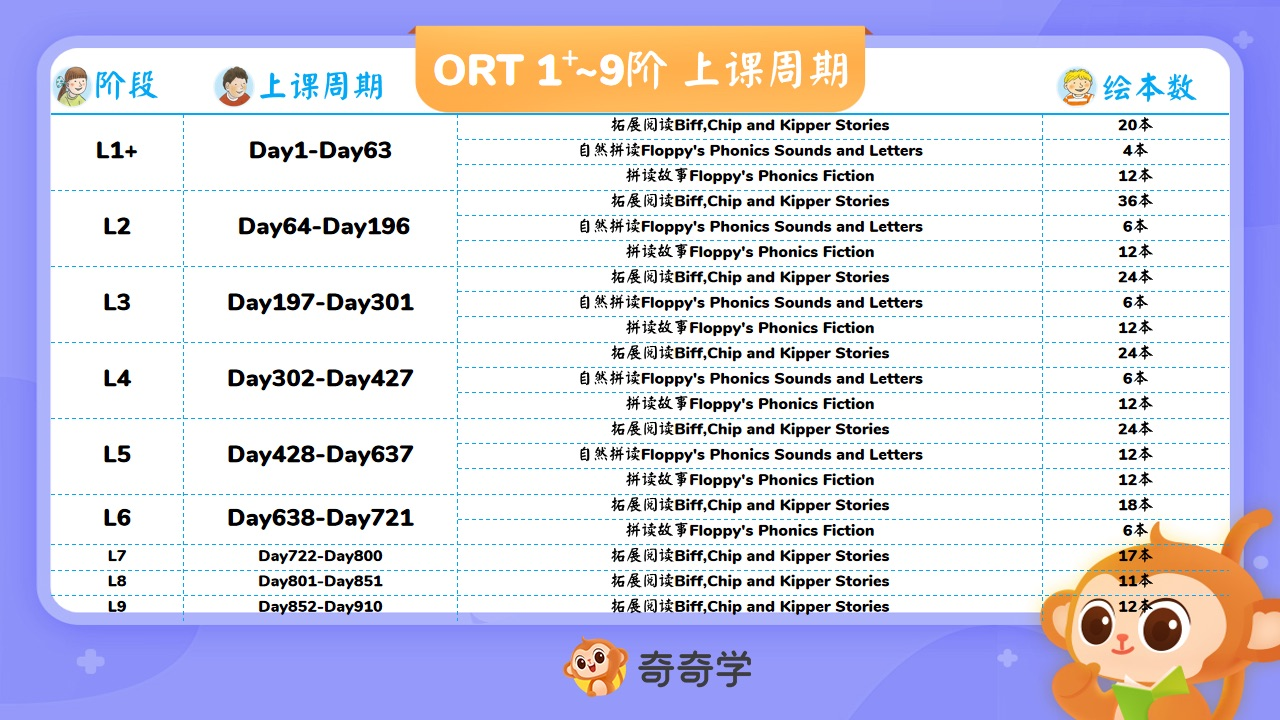 ORT 1+~9阶 上课周期
阶段 上课周期 绘本数
L1+ Day1-Day63 拓展阅读Biff,Chip and Kipper Stories 20本
自然拼读Floppy's Phonics Sounds and Letters 4本
拼读故事Floppy's Phonics Fiction 12本
L2 Day64-Day196 拓展阅读Biff,Chip and Kipper Stories 36本
自然拼读Floppy's Phonics Sounds and Letters 6本
拼读故事Floppy's Phonics Fiction 12本
L3 Day197-Day301 拓展阅读Biff,Chip and Kipper Stories 24本
自然拼读Floppy's Phonics Sounds and Letters 6本
拼读故事Floppy's Phonics Fiction 12本
L4 Day302-Day427 拓展阅读Biff,Chip and Kipper Stories 24本
自然拼读Floppy's Phonics Sounds and Letters 6本
拼读故事Floppy's Phonics Fiction 12本
L5 Day428-Day637 拓展阅读Biff,Chip and Kipper Stories 24本
自然拼读Floppy's Phonics Sounds and Letters 12本
拼读故事Floppy's Phonics Fiction 12本
L6 Day638-Day721 拓展阅读Biff,Chip and Kipper Stories 18本
拼读故事Floppy's Phonics Fiction 6本
L7 Day722-Day800 拓展阅读Biff,Chip and Kipper Stories 17本
L8 Day801-Day851 拓展阅读Biff,Chip and Kipper Stories 11本
L9 Day852-Day910 拓展阅读Biff,Chip and Kipper Stories 12本
奇奇学